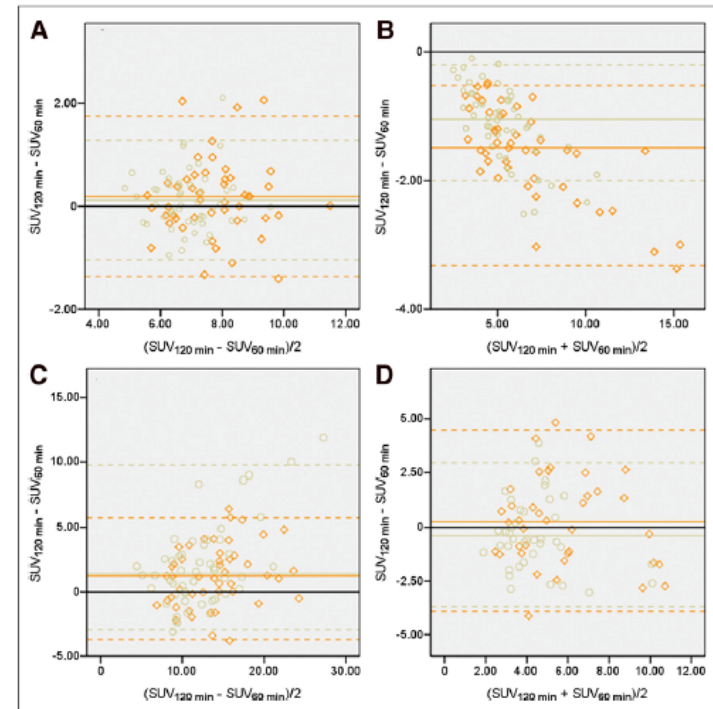 A
2.00
0
-2.00
4.00 6.00 8.00 10.00 12.00
SUV120 min - SUV60 min
(SUV120 min - SUV60 min)/2
B
0
-2.00
-4.00
5.00 10.00 15.00
SUV120 min - SUV60 min
(SUV120 min + SUV60 min)/2
C
15.00
10.00
5.00
0
-5.00
0 10.00 20.00 30.00
SUV120 min - SUV60 min
(SUV120 min - SUV60 min)/2
D
5.00
2.50
0
-2.50
-5.00
0 2.00 4.00 6.00 8.00 10.00 12.00
SUV120 min - SUV60 min
(SUV120 min + SUV60 min)/2